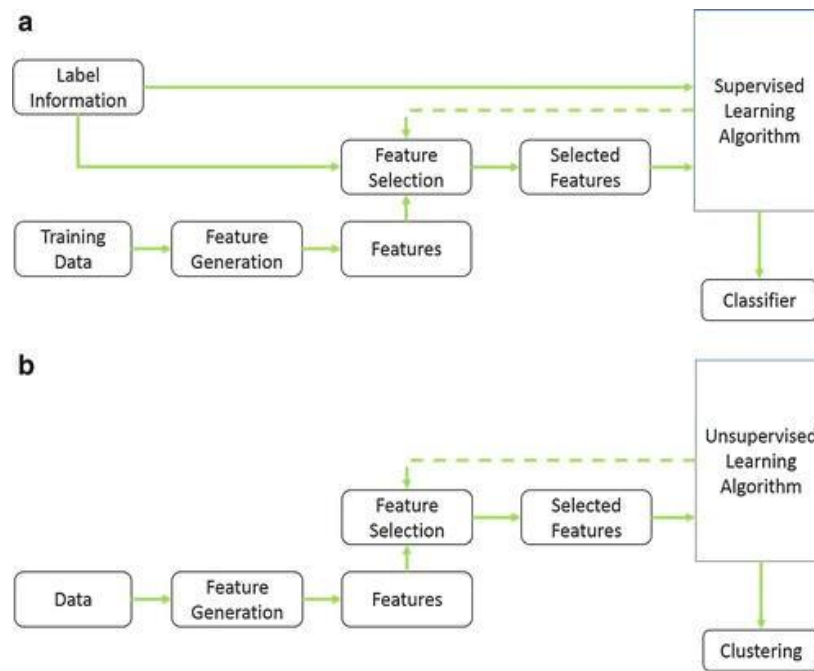 a
Label
Information
Supervised
Learning
Algorithm
Feature
Selection
Selected
Features
Training
Data
Feature
Generation
Features
Classifier
b
Unsupervised
Learning
Algorithm
Feature
Selection
Selected
Features
Data
Feature
Generation
Features
Clustering